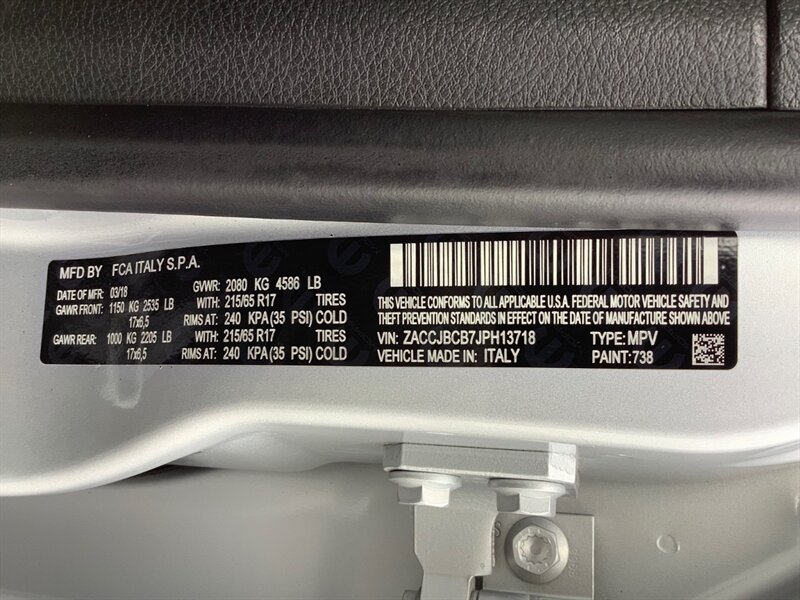 MFD BY FCA ITALY S.P.A.
DATE OF MFR: 03/18 GVWR: 2080 KG 4586 LB
GAWR FRONT: 1150 KG 2535 LB WITH: 215/65 R17 TIRES
17x6,5 RIMS AT: 240 KPA (35 PSI) COLD
GAWR REAR: 1000 KG 2205 LB WITH: 215/65 R17 TIRES
17x6,5 RIMS AT: 240 KPA (35 PSI) COLD
THIS VEHICLE CONFORMS TO ALL APPLICABLE U.S.A. FEDERAL MOTOR VEHICLE SAFETY AND
THEFT PREVENTION STANDARDS IN EFFECT ON THE DATE OF MANUFACTURE SHOWN ABOVE
VIN: ZACCJBCB7JPH13718 TYPE: MPV
VEHICLE MADE IN: ITALY PAINT: 738